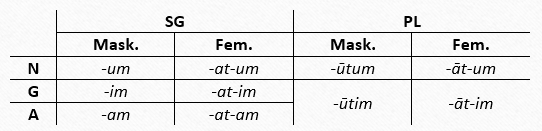 SG PL
Mask. Fem. Mask. Fem.
N -um -at-um -ūtum -āt-um
G -im -at-im
-ūtim -āt-im
A -am -at-am